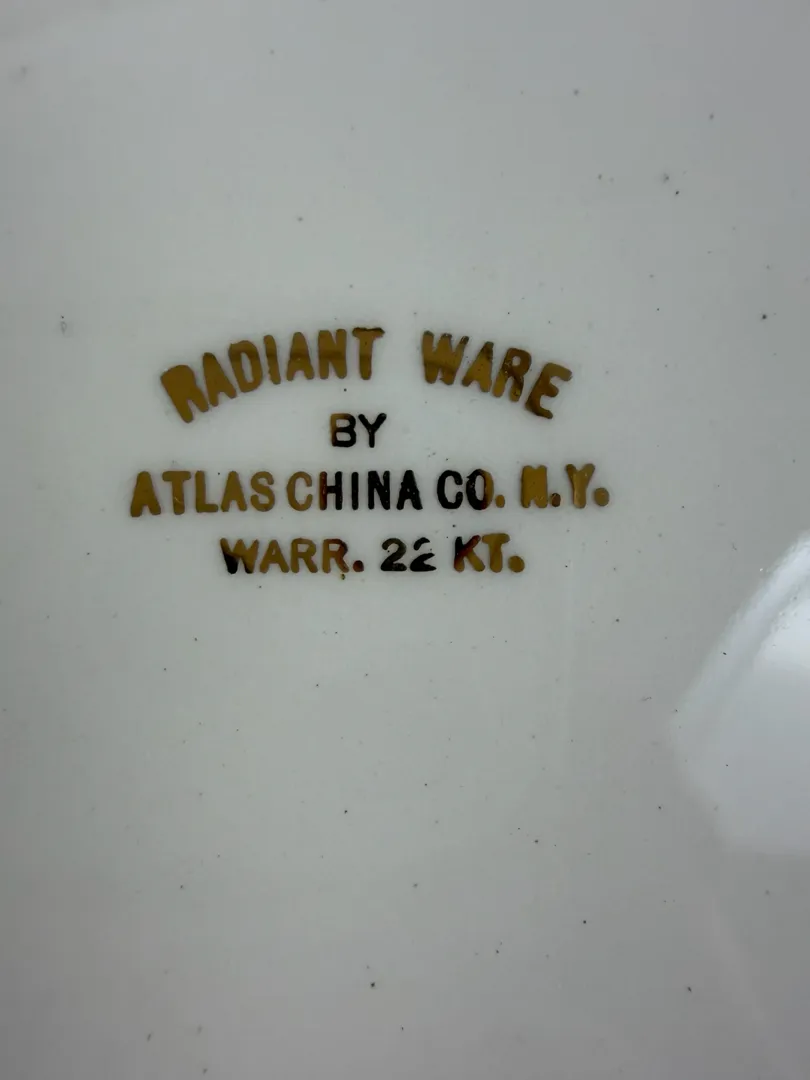 RADIANT WARE
BY
ATLAS CHINA CO. N.Y.
WARR. 22 KT.